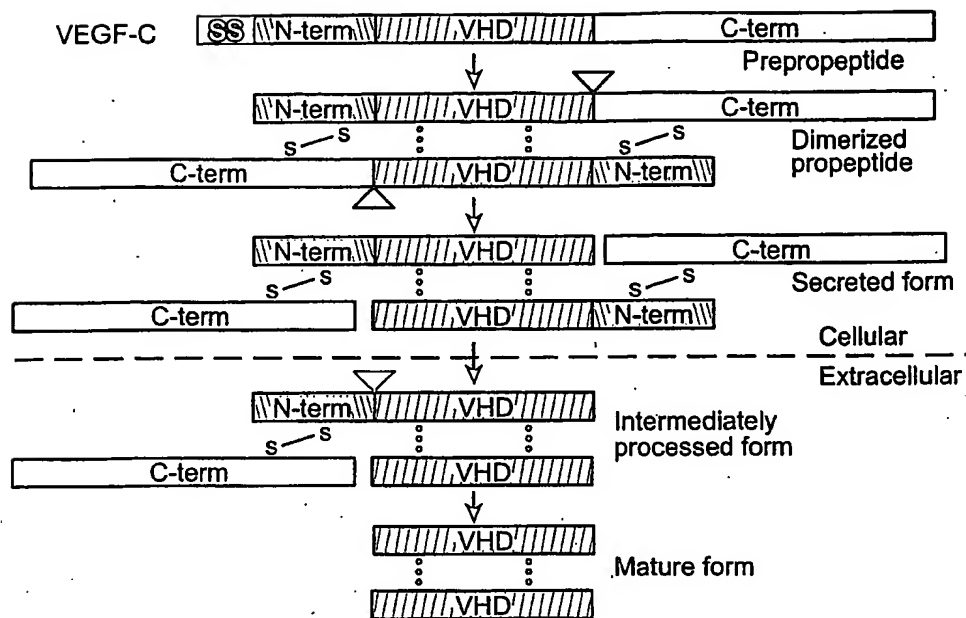 VEGF-C SS N-term VHD C-term
Prepropeptide
N-term VHD C-term
S S S S
Dimerized
propeptide
C-term VHD N-term
N-term VHD C-term
S S S S
Secreted form
C-term VHD N-term
Cellular
Extracellular
N-term VHD
S S
Intermediately
processed form
C-term VHD
VHD
Mature form
VHD